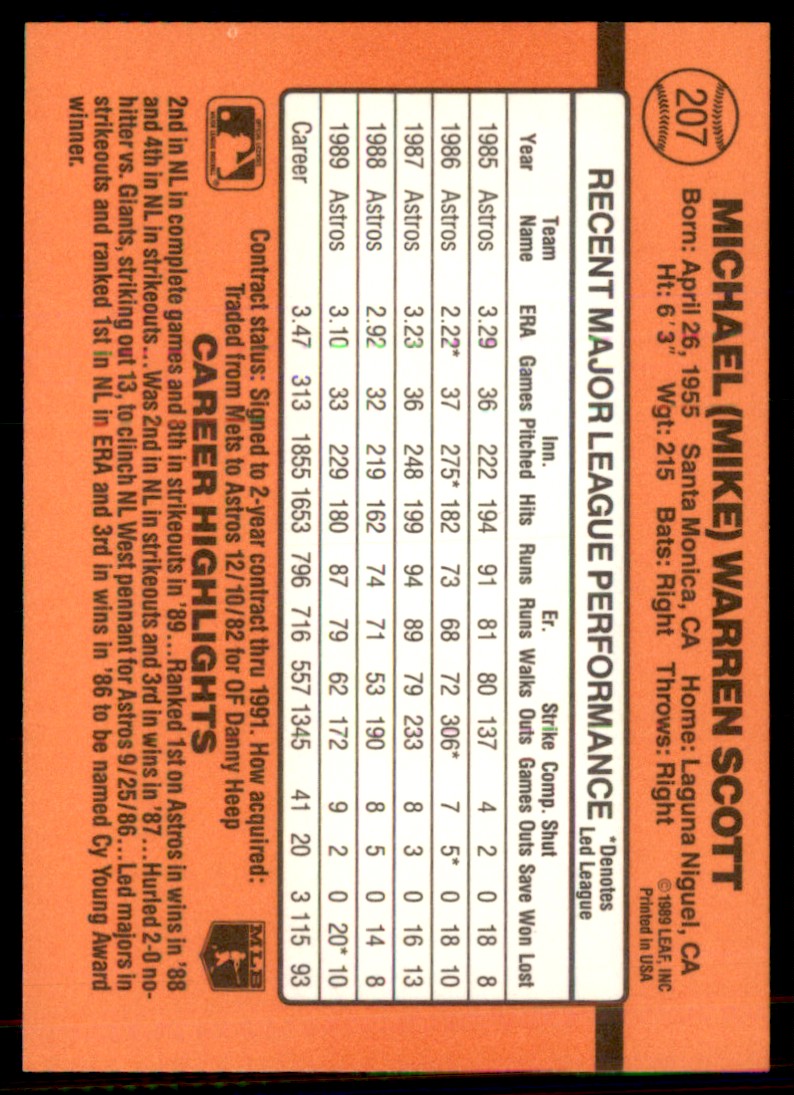 207
MICHAEL (MIKE) WARREN SCOTT
Born: April 26, 1955 Santa Monica, CA Home: Laguna Niguel, CA
Ht: 6'3" Wgt: 215 Bats: Right Throws: Right
©1989 LEAF, INC
Printed in USA
RECENT MAJOR LEAGUE PERFORMANCE
*Denotes
Led League
Team Inn. Er. Strike Comp. Shut
Year Name ERA Games Pitched Hits Runs Runs Walks Outs Games Outs Save Won Lost
1985 Astros 3.29 36 222 194 91 81 80 137 4 2 0 18 8
1986 Astros 2.22* 37 275* 182 73 68 72 306* 7 5* 0 18 10
1987 Astros 3.23 36 248 199 94 89 79 233 8 3 0 16 13
1988 Astros 2.92 32 219 162 74 71 53 190 8 5 0 14 8
1989 Astros 3.10 33 229 180 87 79 62 172 9 2 0 20* 10
Career 3.47 313 1855 1653 796 716 557 1345 41 20 3 115 93
Contract status: Signed to 2-year contract thru 1991. How acquired:
Traded from Mets to Astros 12/10/82 for OF Danny Heep
MLB
CAREER HIGHLIGHTS
2nd in NL in complete games and 8th in strikeouts in '89...Ranked 1st on Astros in wins in '88
and 4th in NL in strikeouts...Was 2nd in NL in strikeouts and 3rd in wins in '87...Hurled 2-0 no-
hitter vs. Giants, striking out 13, to clinch NL West pennant for Astros 9/25/86...Led majors in
strikeouts and ranked 1st in NL in ERA and 3rd in wins in '86 to be named Cy Young Award
winner.